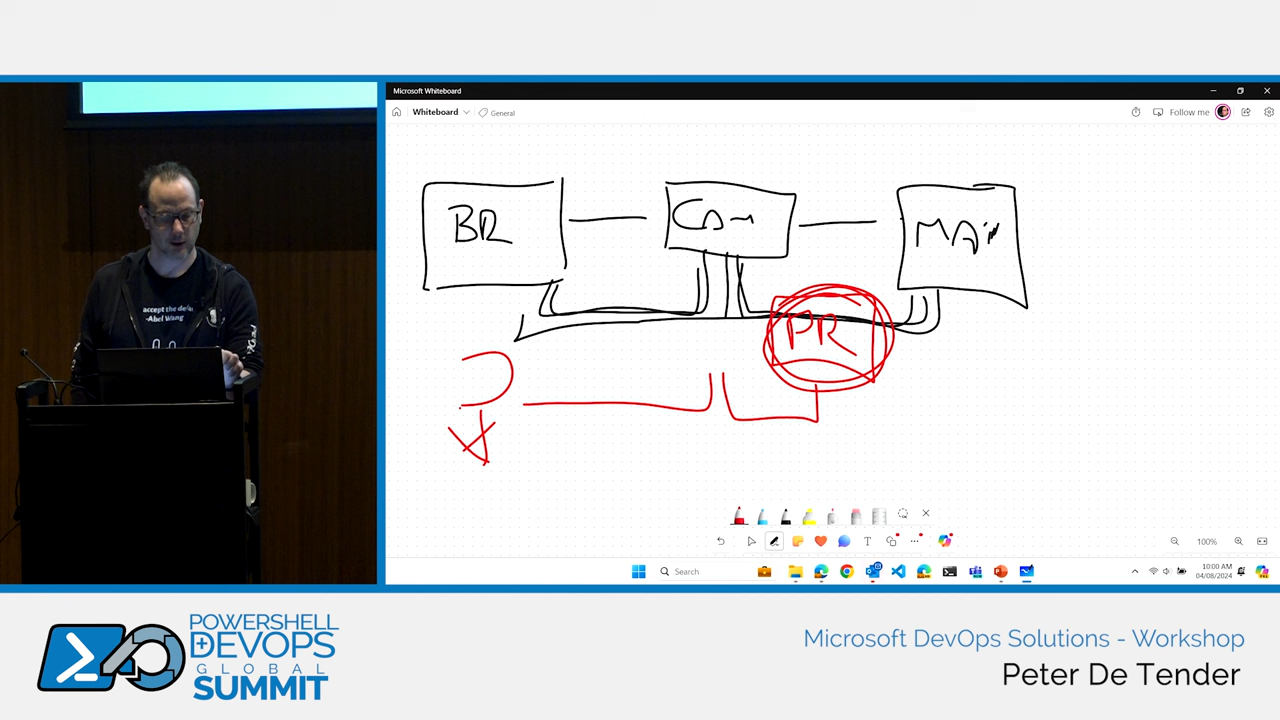 Microsoft Whiteboard
Whiteboard
General
Follow me
BR
PR
accept the
-Abel Wang
100%
Search
10:00 AM
04/08/2024
POWERSHELL
+DEVOPS
GLOBAL
SUMMIT
Microsoft DevOps Solutions - Workshop
Peter De Tender